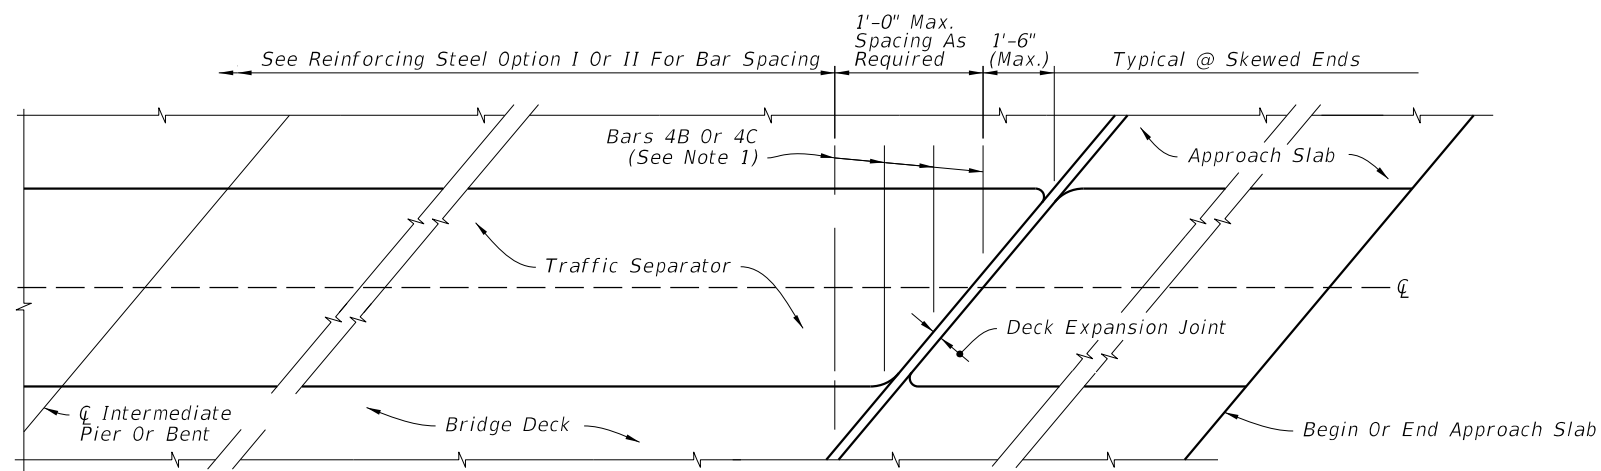 1'-0" Max.
Spacing As
Required
1'-6"
(Max.)
See Reinforcing Steel Option I Or II For Bar Spacing
Typical @ Skewed Ends
Bars 4B Or 4C
(See Note 1)
Approach Slab
Traffic Separator
℄
Deck Expansion Joint
℄ Intermediate
Pier Or Bent
Bridge Deck
Begin Or End Approach Slab